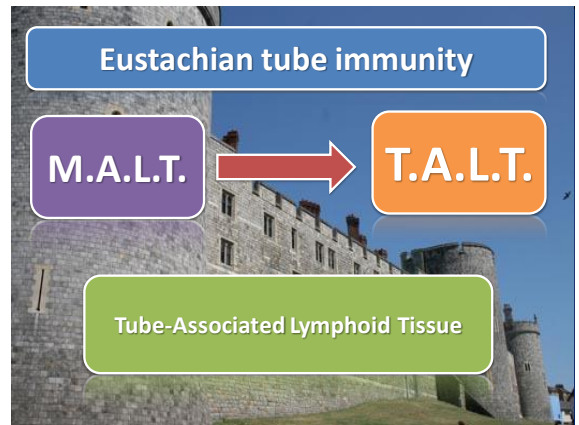 Eustachian tube immunity
M.A.L.T.
T.A.L.T.
Tube-Associated Lymphoid Tissue